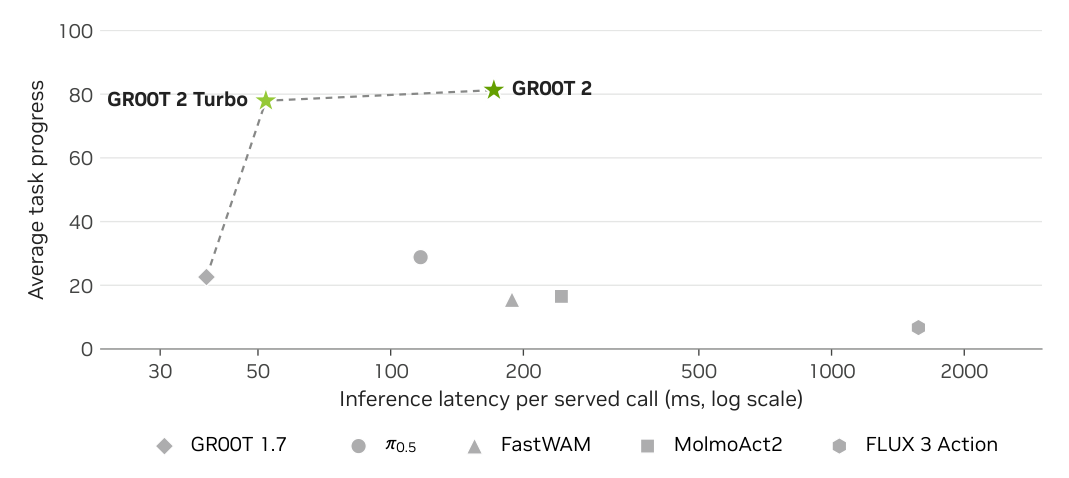 100
80
60
40
20
0
Average task progress
GR00T 2 Turbo
GR00T 2
30 50 100 200 500 1000 2000
Inference latency per served call (ms, log scale)
GR00T 1.7 π0.5 FastWAM MolmoAct2 FLUX 3 Action